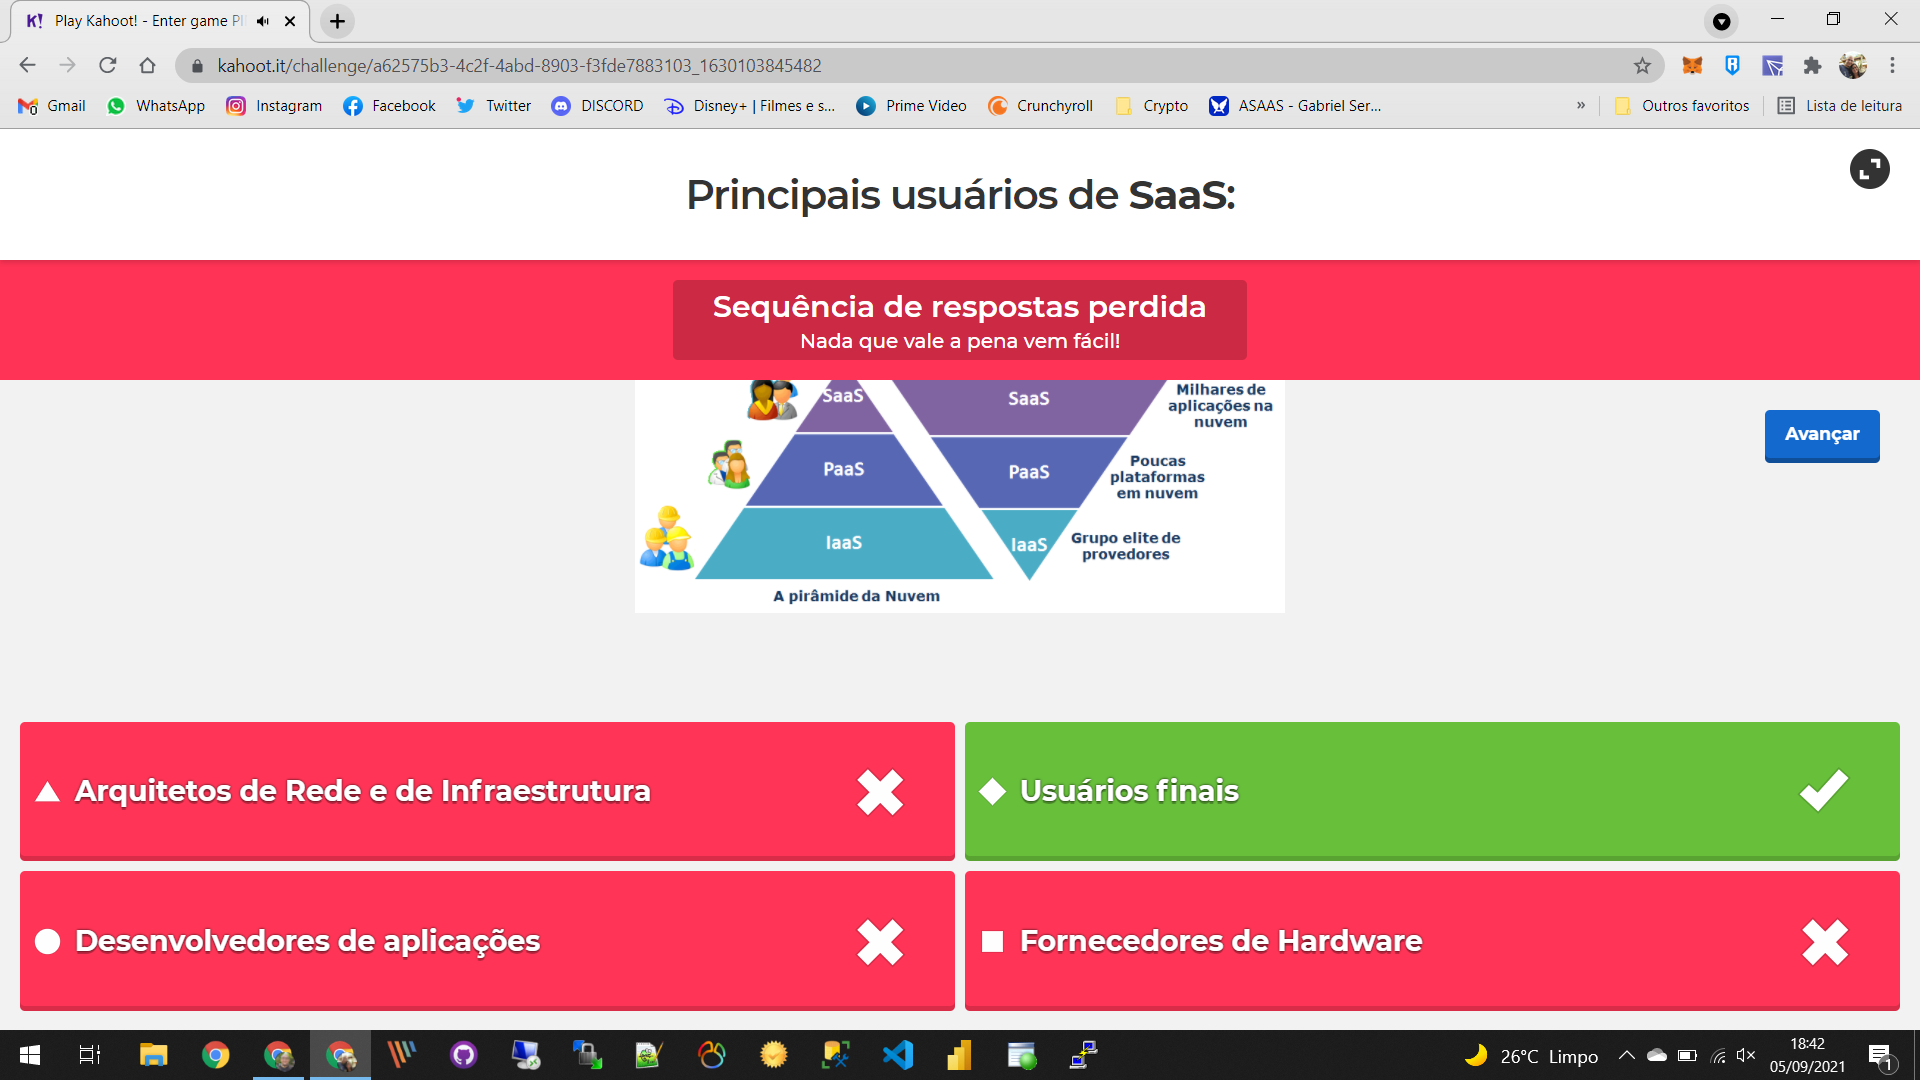 Play Kahoot! - Enter game PI
kahoot.it/challenge/a62575b3-4c2f-4abd-8903-f3fde7883103_1630103845482
Gmail
WhatsApp
Instagram
Facebook
Twitter
DISCORD
Disney+ | Filmes e s...
Prime Video
Crunchyroll
Crypto
ASAAS - Gabriel Ser...
»
Outros favoritos
Lista de leitura
Principais usuários de SaaS:
Sequência de respostas perdida
Nada que vale a pena vem fácil!
SaaS
SaaS
Milhares de
aplicações na
nuvem
Avançar
PaaS
PaaS
Poucas
plataformas
em nuvem
IaaS
IaaS
Grupo elite de
provedores
A pirâmide da Nuvem
Arquitetos de Rede e de Infraestrutura
Usuários finais
Desenvolvedores de aplicações
Fornecedores de Hardware
26°C Limpo
18:42
05/09/2021
1